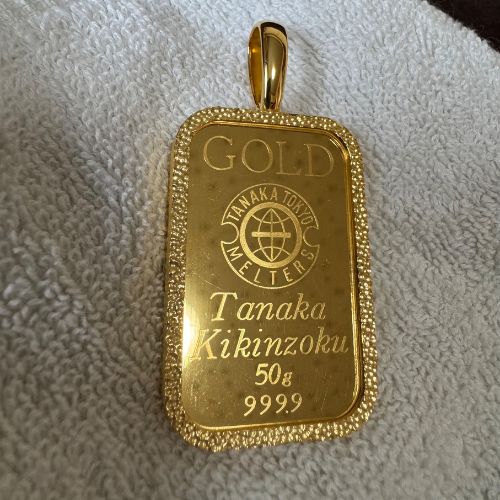 GOLD
TANAKA TOKYO
MELTERS
Tanaka
Kikinzoku
50g
999.9